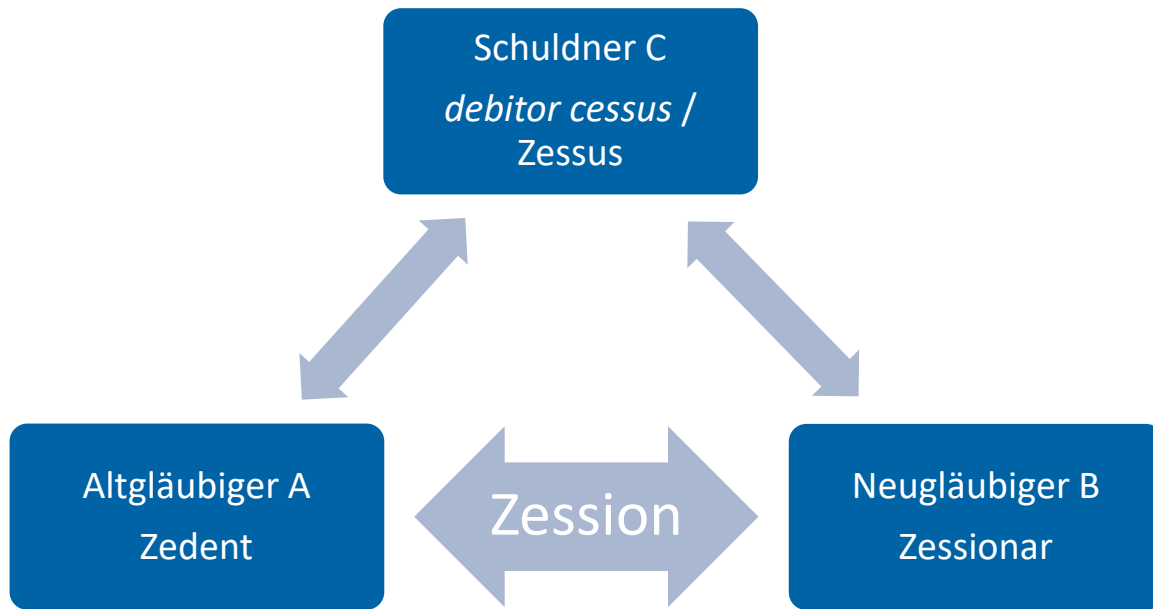 Schuldner C
debitor cessus /
Zessus
Altgläubiger A
Zedent
Zession
Neugläubiger B
Zessionar